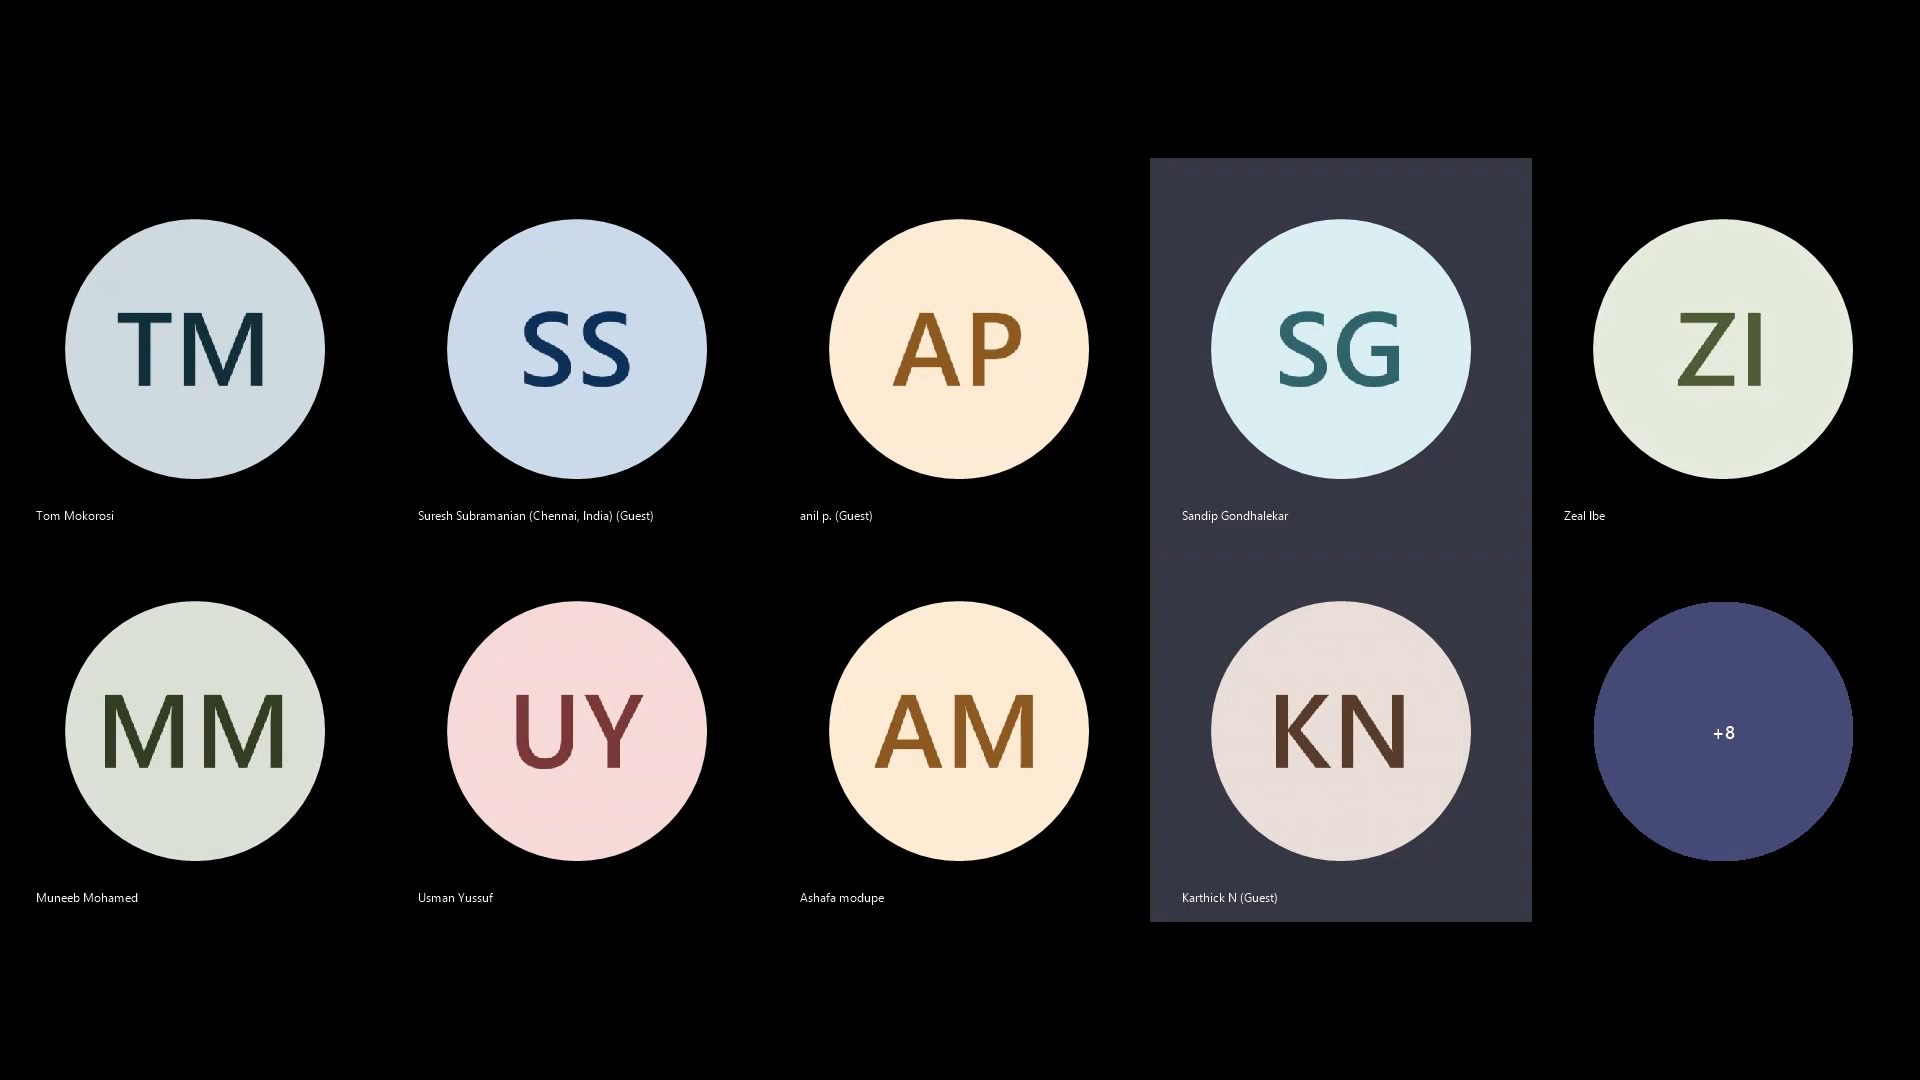 TM
SS
AP
SG
ZI
Tom Mokorosi
Suresh Subramanian (Chennai, India) (Guest)
anil p. (Guest)
Sandip Gondhalekar
Zeal Ibe
MM
UY
AM
KN
+8
Muneeb Mohamed
Usman Yussuf
Ashafa modupe
Karthick N (Guest)